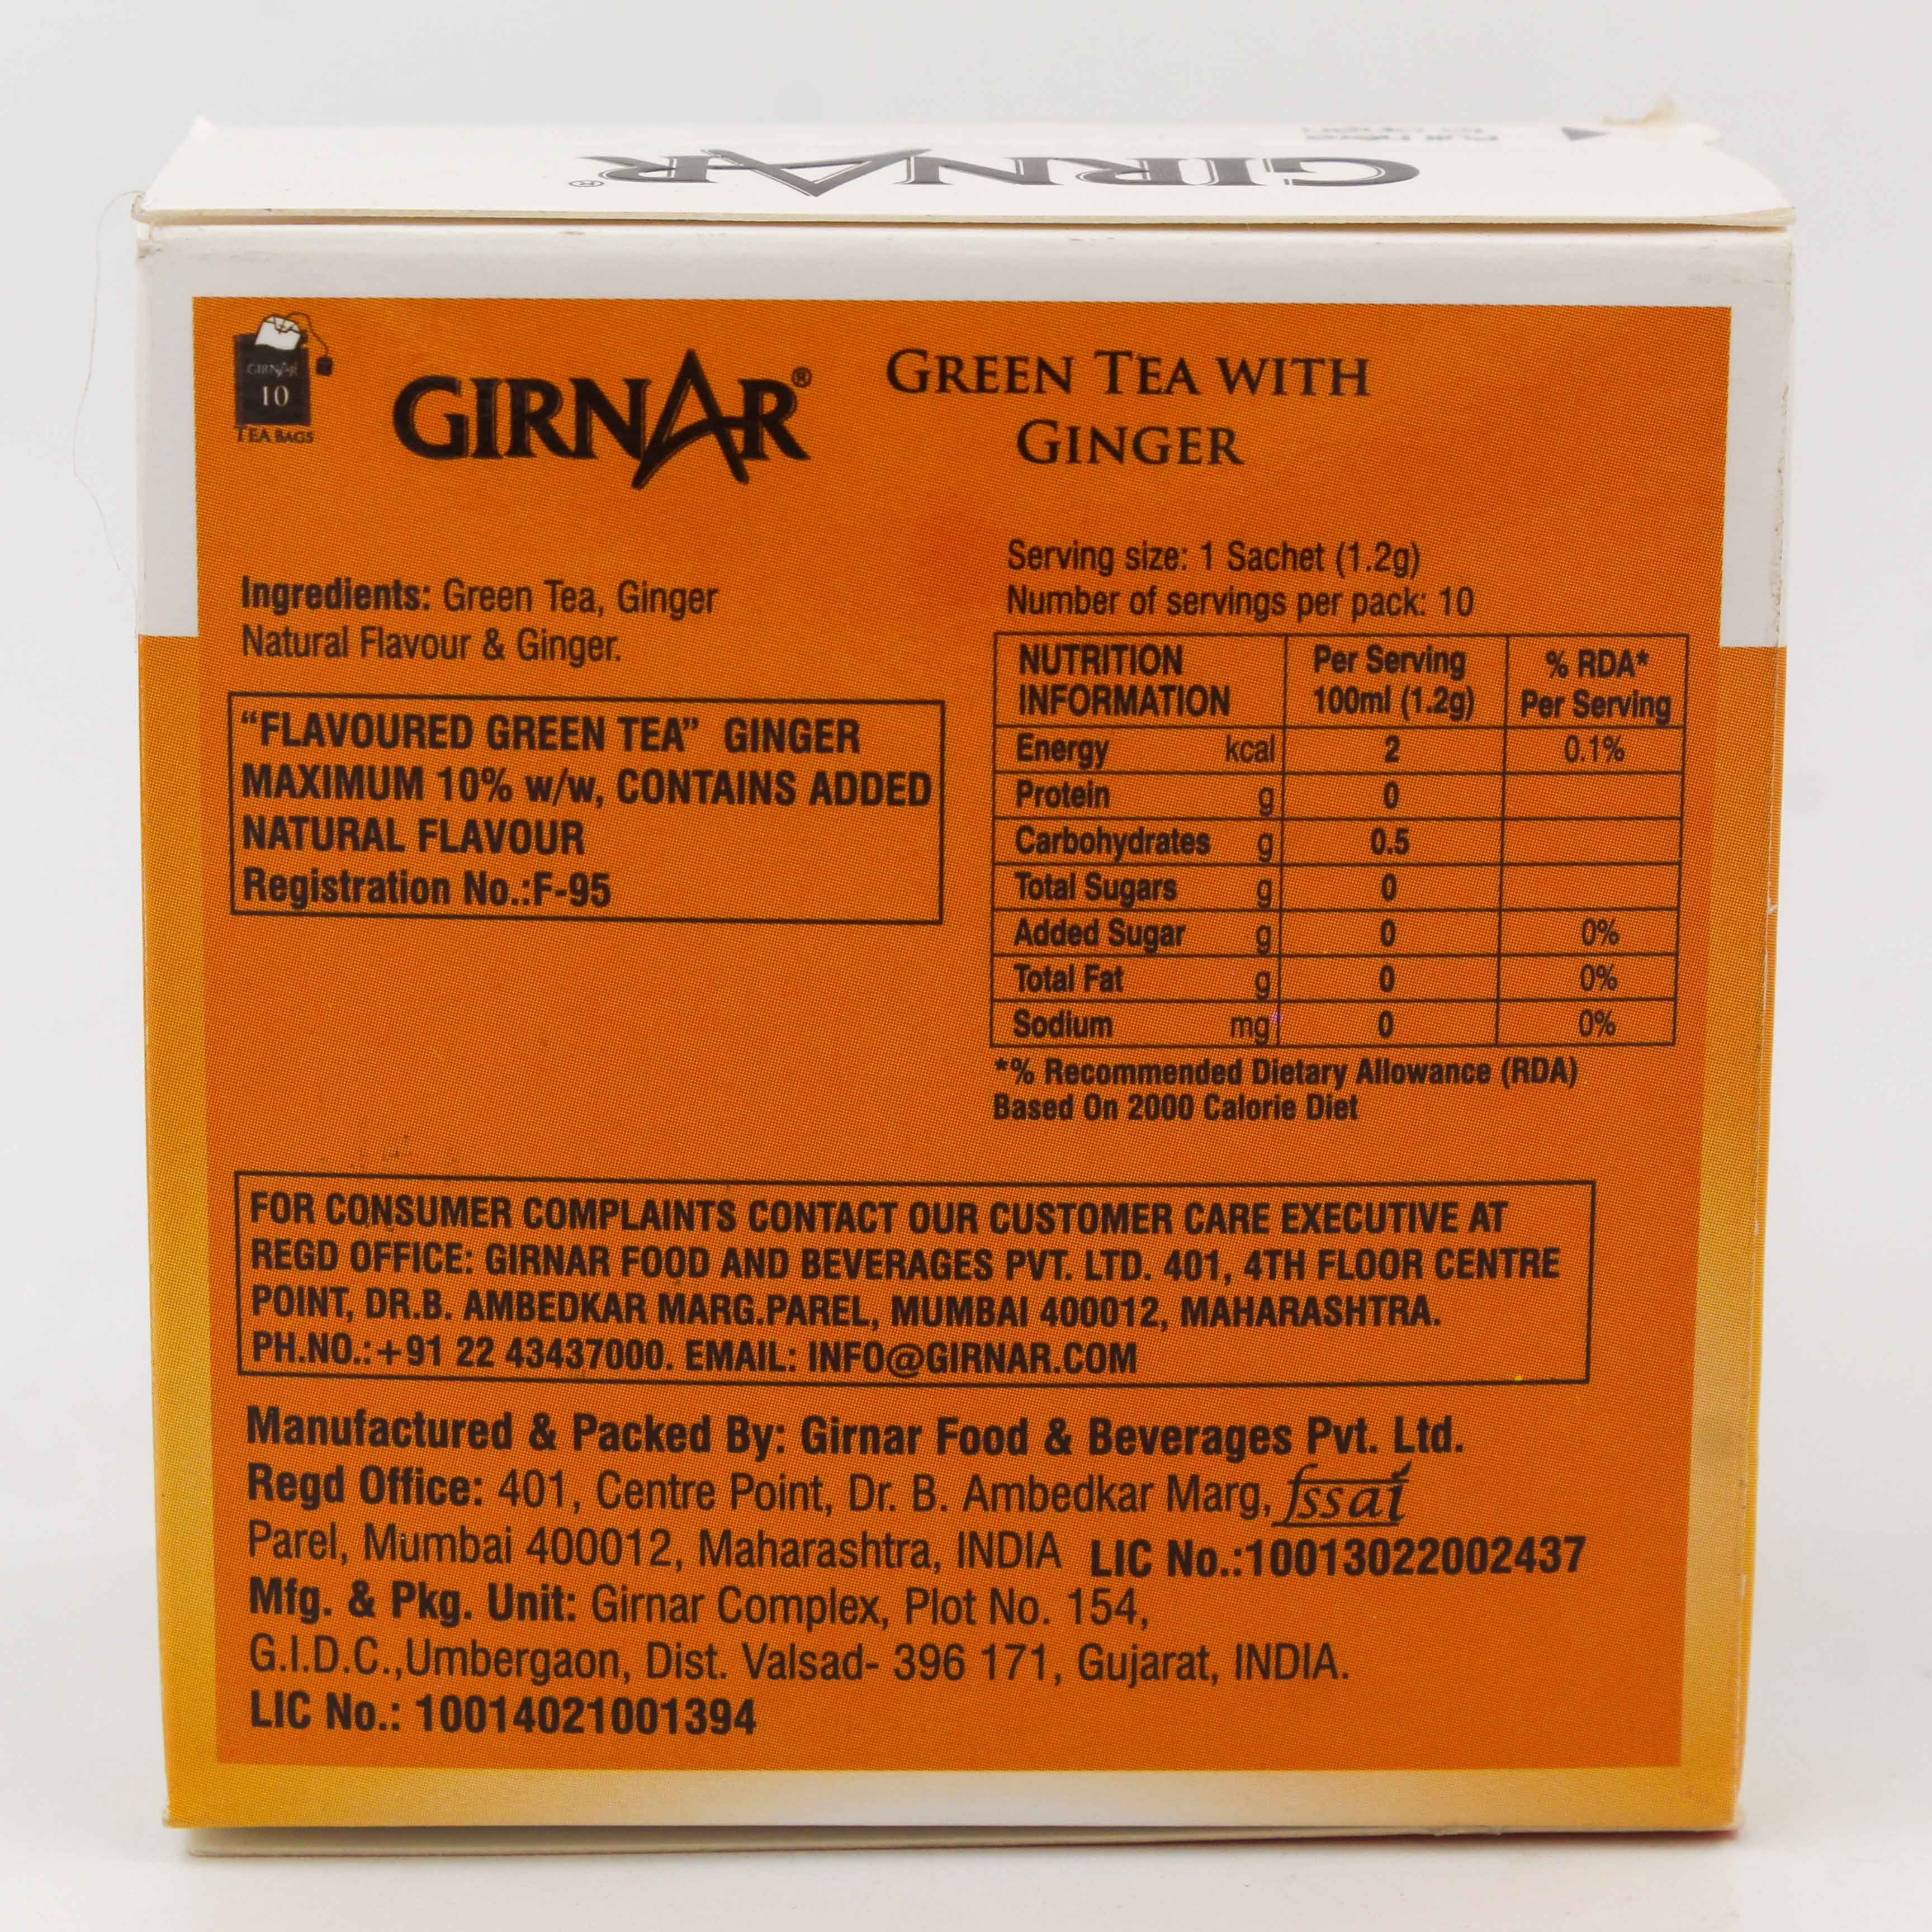 GIRNAR®
GIRNAR
10
TEA BAGS
GIRNAR®
GREEN TEA WITH
GINGER
Ingredients: Green Tea, Ginger
Natural Flavour & Ginger.
"FLAVOURED GREEN TEA" GINGER
MAXIMUM 10% w/w, CONTAINS ADDED
NATURAL FLAVOUR
Registration No.:F-95
Serving size: 1 Sachet (1.2g)
Number of servings per pack: 10
NUTRITION INFORMATION Per Serving 100ml (1.2g) % RDA* Per Serving
Energy kcal 2 0.1%
Protein g 0
Carbohydrates g 0.5
Total Sugars g 0
Added Sugar g 0 0%
Total Fat g 0 0%
Sodium mg 0 0%
*% Recommended Dietary Allowance (RDA)
Based On 2000 Calorie Diet
FOR CONSUMER COMPLAINTS CONTACT OUR CUSTOMER CARE EXECUTIVE AT
REGD OFFICE: GIRNAR FOOD AND BEVERAGES PVT. LTD. 401, 4TH FLOOR CENTRE
POINT, DR.B. AMBEDKAR MARG.PAREL, MUMBAI 400012, MAHARASHTRA.
PH.NO.:+91 22 43437000. EMAIL: INFO@GIRNAR.COM
Manufactured & Packed By: Girnar Food & Beverages Pvt. Ltd.
Regd Office: 401, Centre Point, Dr. B. Ambedkar Marg, fssai
Parel, Mumbai 400012, Maharashtra, INDIA LIC No.:10013022002437
Mfg. & Pkg. Unit: Girnar Complex, Plot No. 154,
G.I.D.C.,Umbergaon, Dist. Valsad- 396 171, Gujarat, INDIA.
LIC No.: 10014021001394